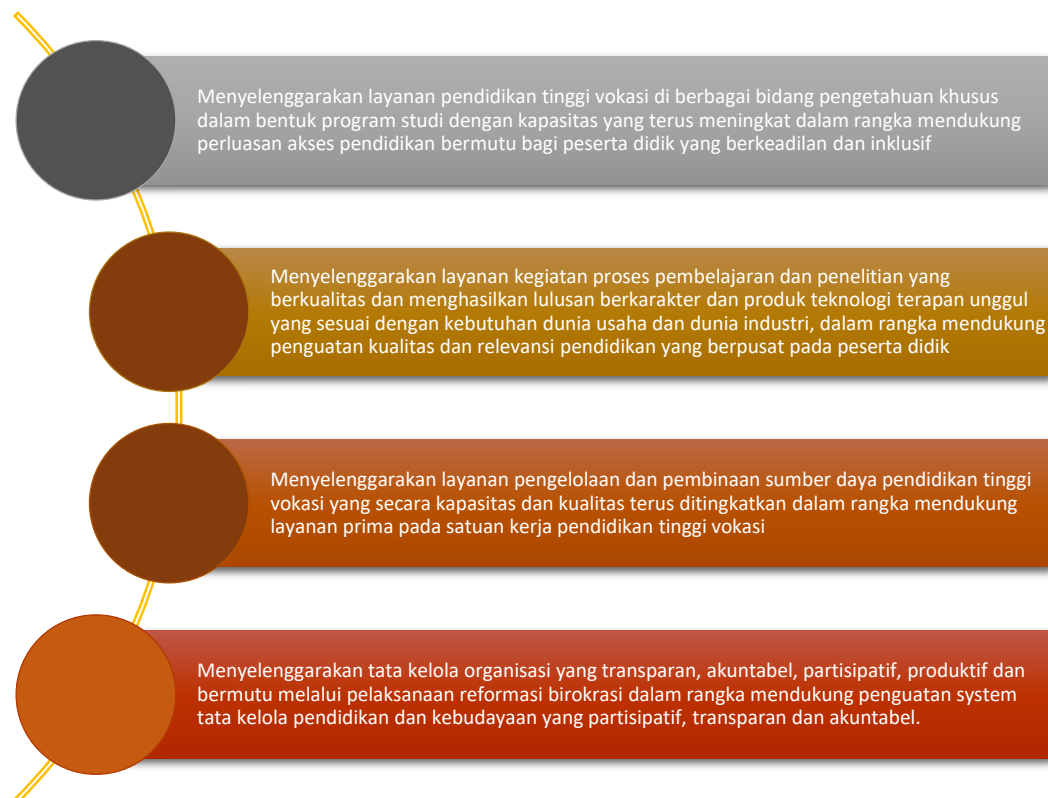 Menyelenggarakan layanan pendidikan tinggi vokasi di berbagai bidang pengetahuan khusus
dalam bentuk program studi dengan kapasitas yang terus meningkat dalam rangka mendukung
perluasan akses pendidikan bermutu bagi peserta didik yang berkeadilan dan inklusif
Menyelenggarakan layanan kegiatan proses pembelajaran dan penelitian yang
berkualitas dan menghasilkan lulusan berkarakter dan produk teknologi terapan unggul
yang sesuai dengan kebutuhan dunia usaha dan dunia industri, dalam rangka mendukung
penguatan kualitas dan relevansi pendidikan yang berpusat pada peserta didik
Menyelenggarakan layanan pengelolaan dan pembinaan sumber daya pendidikan tinggi
vokasi yang secara kapasitas dan kualitas terus ditingkatkan dalam rangka mendukung
layanan prima pada satuan kerja pendidikan tinggi vokasi
Menyelenggarakan tata kelola organisasi yang transparan, akuntabel, partisipatif, produktif dan
bermutu melalui pelaksanaan reformasi birokrasi dalam rangka mendukung penguatan system
tata kelola pendidikan dan kebudayaan yang partisipatif, transparan dan akuntabel.